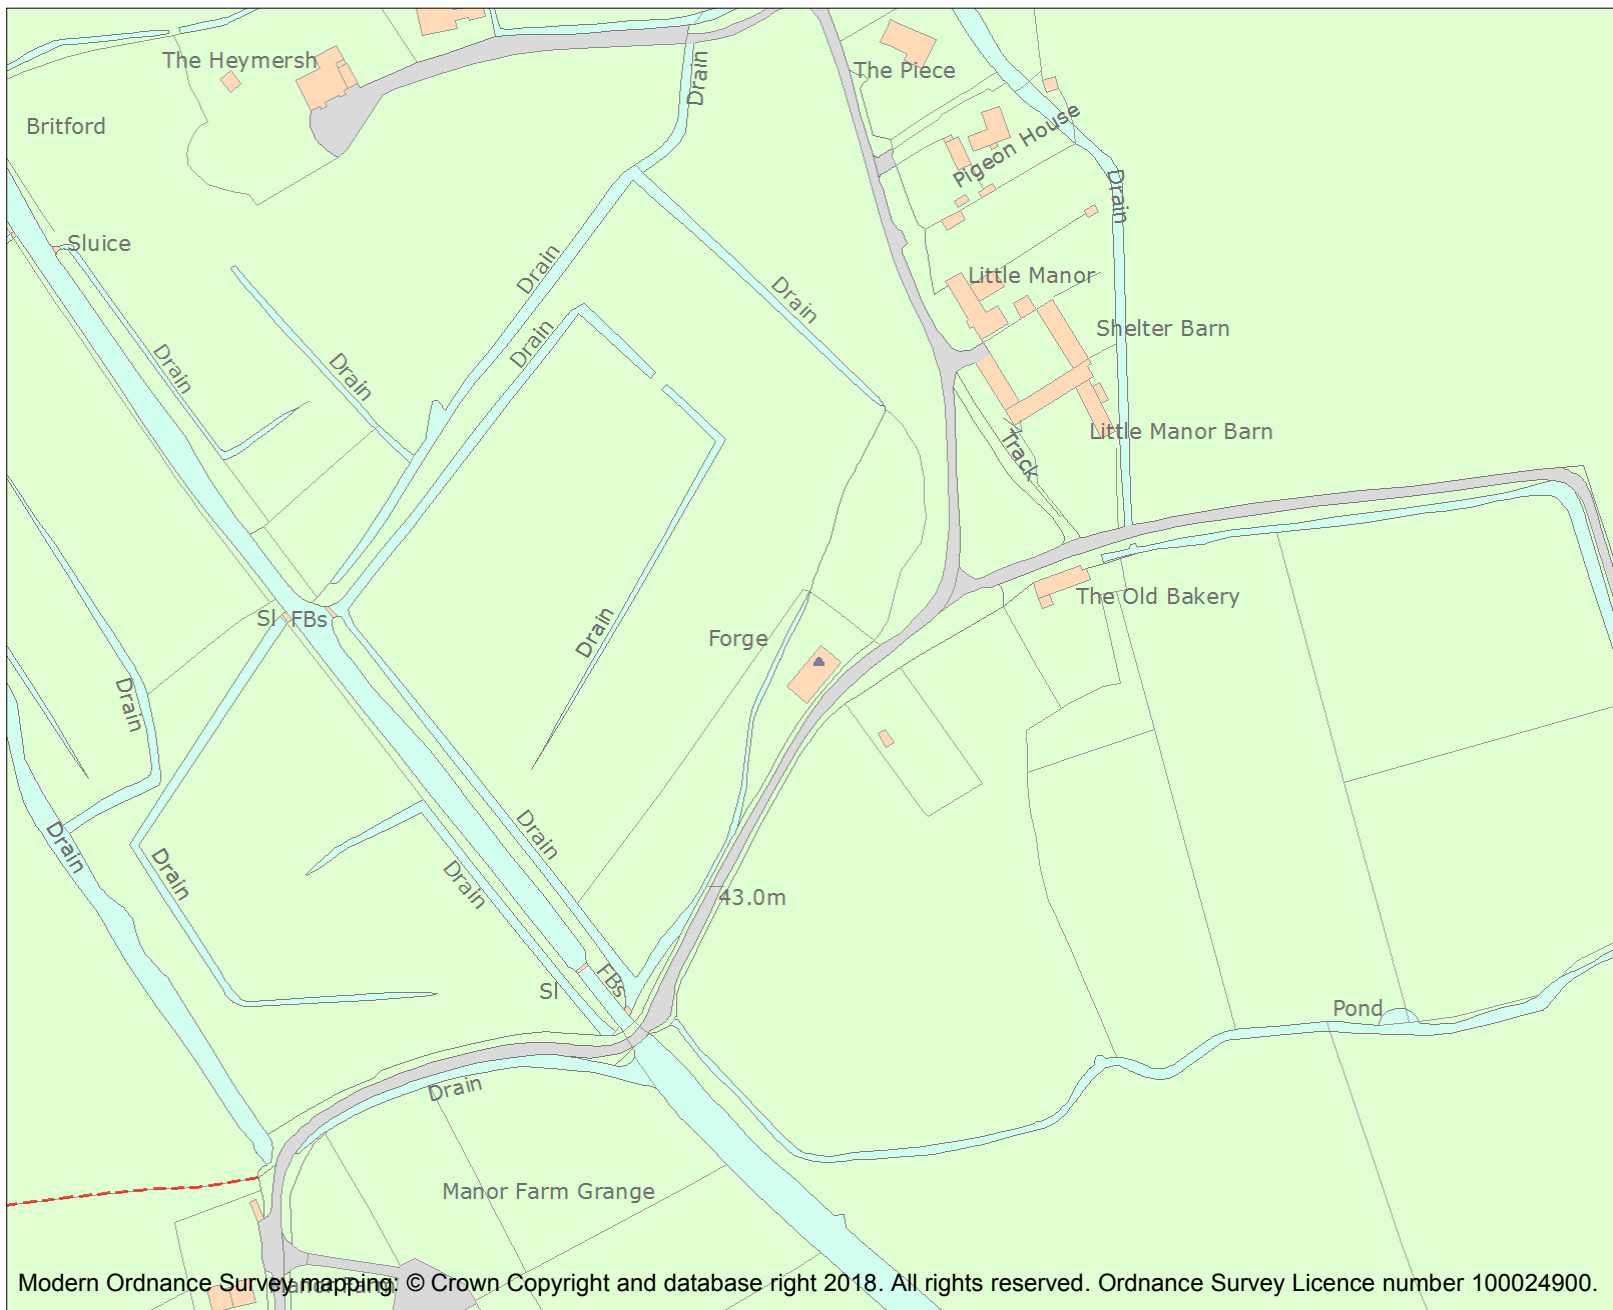 The Heymersh
Drain
The Piece
Britford
Pigeon House
Drain
Sluice
Drain
Little Manor
Drain
Shelter Barn
Drain
Drain
Drain
Little Manor Barn
Track
The Old Bakery
Sl
FBs
Drain
Forge
Drain
Drain
Drain
Drain
Drain
43.0m
FBs
Sl
Pond
Drain
Manor Farm Grange
Manor Farm
Modern Ordnance Survey mapping: © Crown Copyright and database right 2018. All rights reserved. Ordnance Survey Licence number 100024900.